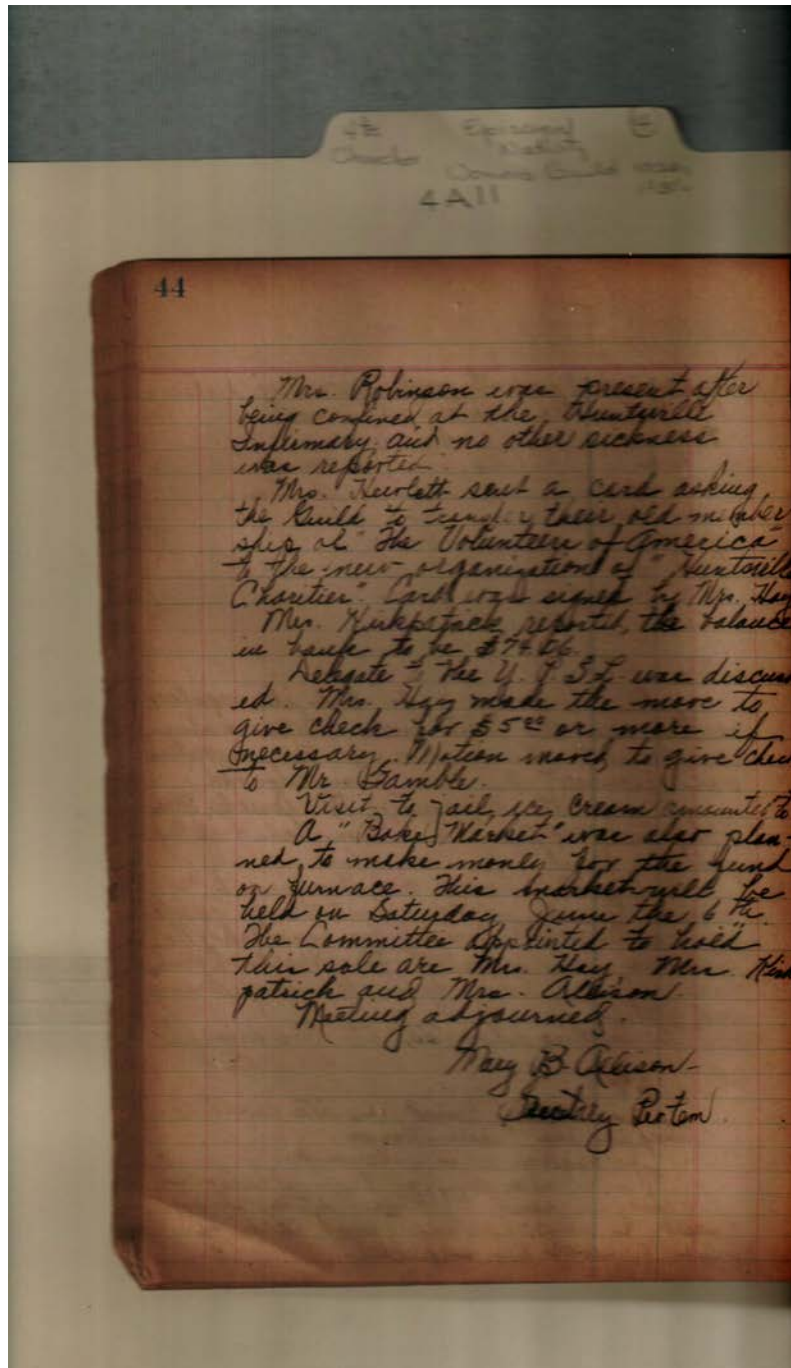 Episcopal
Church
4A11
44
Mrs. Robinson was present after
being confined at the Huntsville
Infirmary and no other sickness
was reported.
Mrs. Hewlett sent a card asking
the Guild to transfer their old member
ship of "The Volunteers of America"
to the new organization of "Huntsville
Charities". Card was signed by Mrs. Hay
Mrs. Kirkpatrick reported the balance
in bank to be
Delegate to the Y. P. S. L. was discuss
ed. Mrs. Hay made the move to
give check for $5.00 or more if
necessary. Motion moved to give chec
to Mr Gamble.
Visit to jail, ice cream amounted to
A "Bake Market" was also plan-
ned to make money for the fund
on furnace. This market will be
held on Saturday June the 6th.
The Committee appointed to hold
this sale are Mrs. Hay, Mrs. Kirk
patrick and Mrs. Allison.
Meeting adjourned.
Mary B. Allison-
Secretary Pro Tem